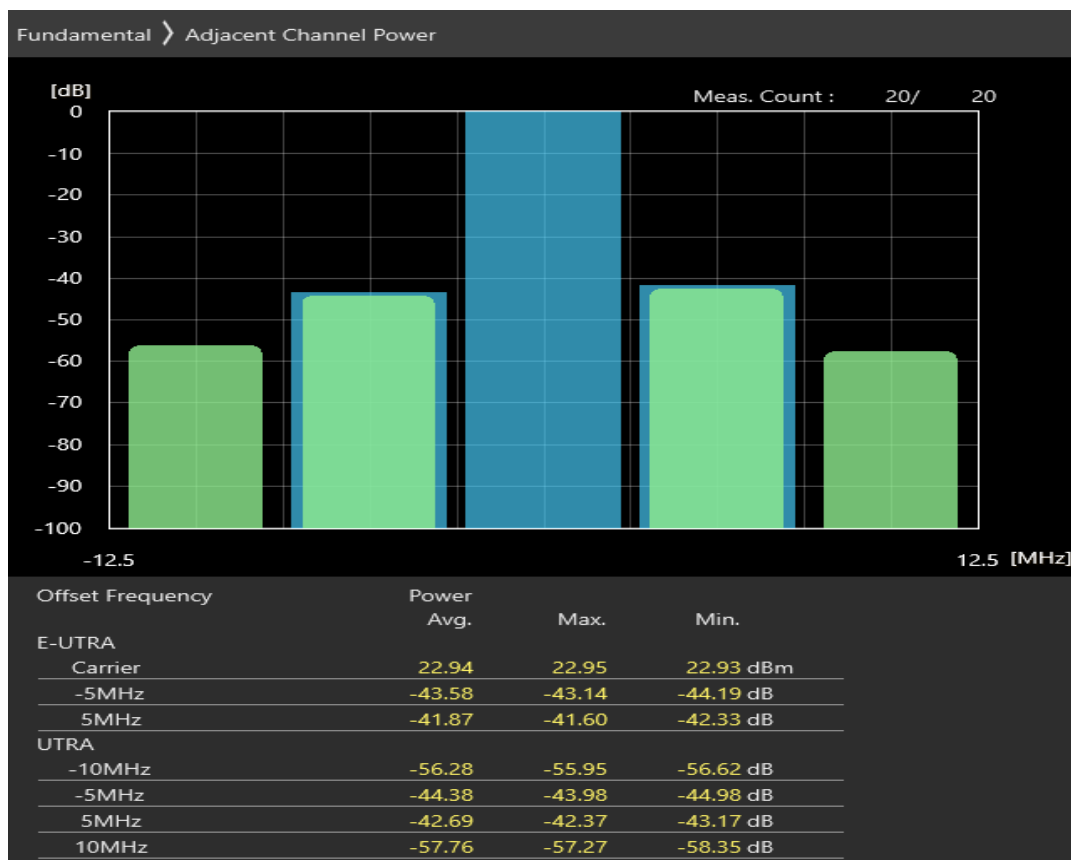 Fundamental 〉 Adjacent Channel Power
[dB]
Meas. Count : 20/ 20
0
-10
-20
-30
-40
-50
-60
-70
-80
-90
-100
-12.5 12.5 [MHz]
Offset Frequency Power
Avg. Max. Min.
E-UTRA
Carrier 22.94 22.95 22.93 dBm
-5MHz -43.58 -43.14 -44.19 dB
5MHz -41.87 -41.60 -42.33 dB
UTRA
-10MHz -56.28 -55.95 -56.62 dB
-5MHz -44.38 -43.98 -44.98 dB
5MHz -42.69 -42.37 -43.17 dB
10MHz -57.76 -57.27 -58.35 dB